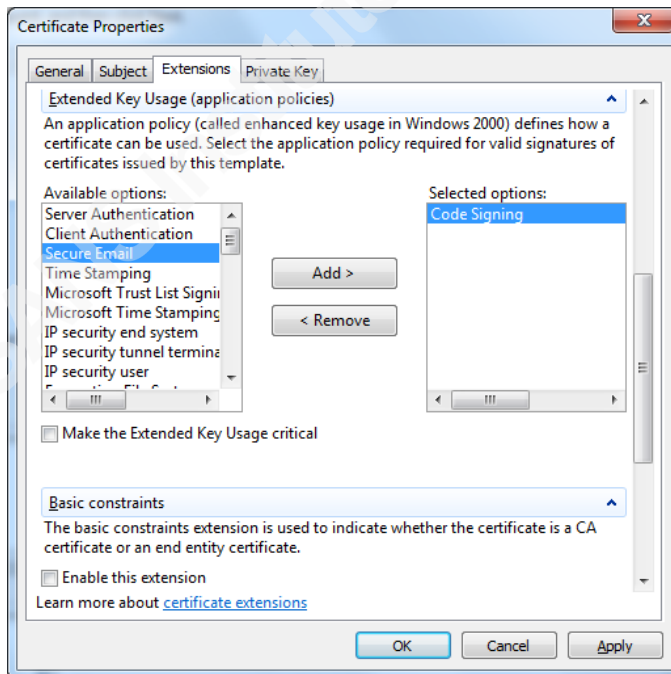 Certificate Properties
General Subject Extensions Private Key
Extended Key Usage (application policies)
An application policy (called enhanced key usage in Windows 2000) defines how a
certificate can be used. Select the application policy required for valid signatures of
certificates issued by this template.
Available options:
Server Authentication
Client Authentication
Secure Email
Time Stamping
Microsoft Trust List Signin
Microsoft Time Stamping
IP security end system
IP security tunnel termina
IP security user
Add >
< Remove
Selected options:
Code Signing
Make the Extended Key Usage critical
Basic constraints
The basic constraints extension is used to indicate whether the certificate is a CA
certificate or an end entity certificate.
Enable this extension
Learn more about certificate extensions
OK Cancel Apply